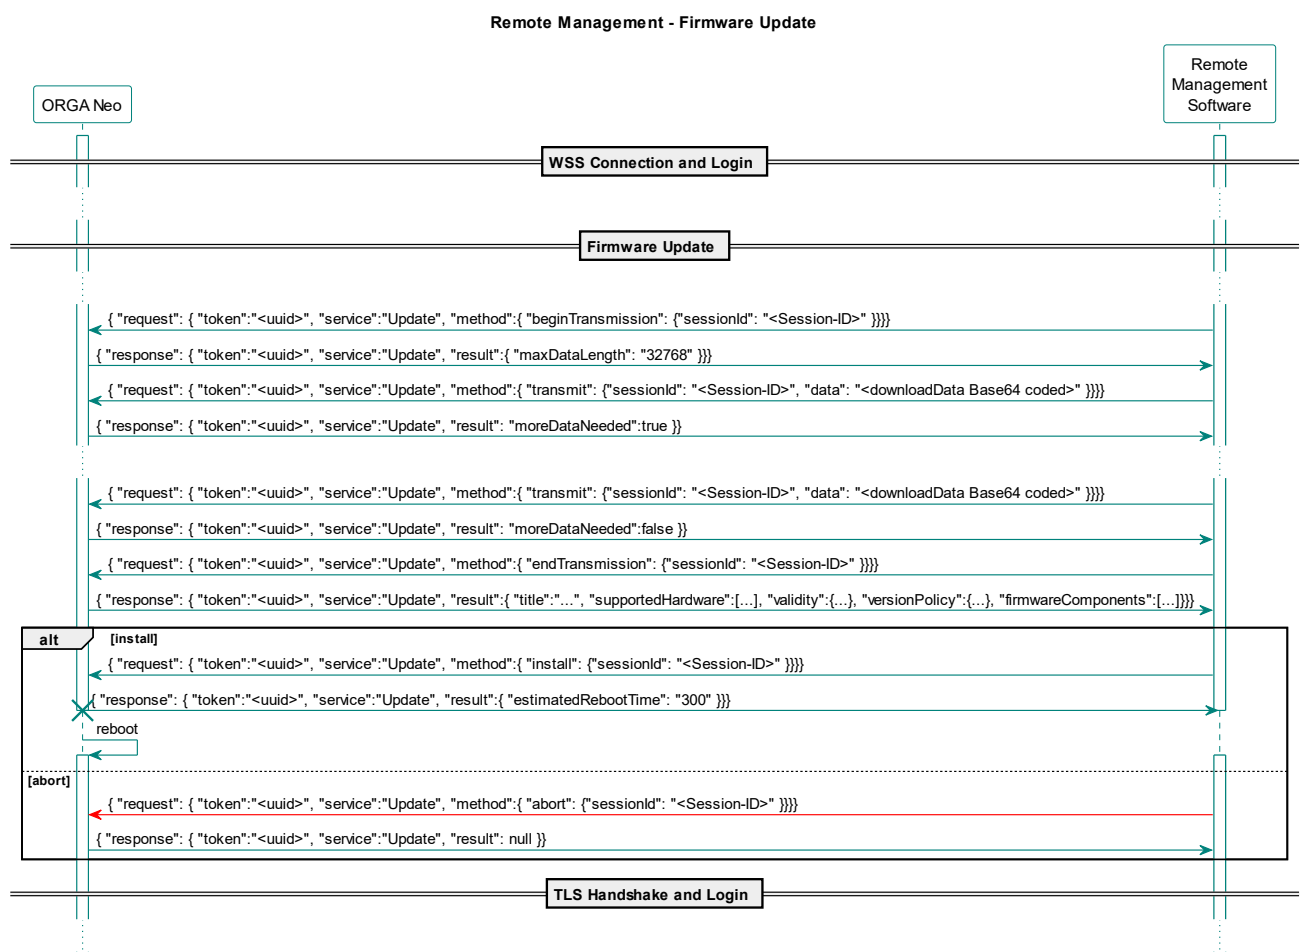 Remote Management - Firmware Update
ORGA Neo
Remote
Management
Software
WSS Connection and Login
Firmware Update
{ "request": { "token":"<uuid>", "service":"Update", "method":{ "beginTransmission": {"sessionId": "<Session-ID>" }}}}
{ "response": { "token":"<uuid>", "service":"Update", "result":{ "maxDataLength": "32768" }}}
{ "request": { "token":"<uuid>", "service":"Update", "method":{ "transmit": {"sessionId": "<Session-ID>", "data": "<downloadData Base64 coded>" }}}}
{ "response": { "token":"<uuid>", "service":"Update", "result": "moreDataNeeded":true }}
{ "request": { "token":"<uuid>", "service":"Update", "method":{ "transmit": {"sessionId": "<Session-ID>", "data": "<downloadData Base64 coded>" }}}}
{ "response": { "token":"<uuid>", "service":"Update", "result": "moreDataNeeded":false }}
{ "request": { "token":"<uuid>", "service":"Update", "method":{ "endTransmission": {"sessionId": "<Session-ID>" }}}}
{ "response": { "token":"<uuid>", "service":"Update", "result":{ "title":"...", "supportedHardware":[...], "validity":{...}, "versionPolicy":{...}, "firmwareComponents":[...]}}}}
alt [install]
{ "request": { "token":"<uuid>", "service":"Update", "method":{ "install": {"sessionId": "<Session-ID>" }}}}
{ "response": { "token":"<uuid>", "service":"Update", "result":{ "estimatedRebootTime": "300" }}}
reboot
[abort]
{ "request": { "token":"<uuid>", "service":"Update", "method":{ "abort": {"sessionId": "<Session-ID>" }}}}
{ "response": { "token":"<uuid>", "service":"Update", "result": null }}
TLS Handshake and Login